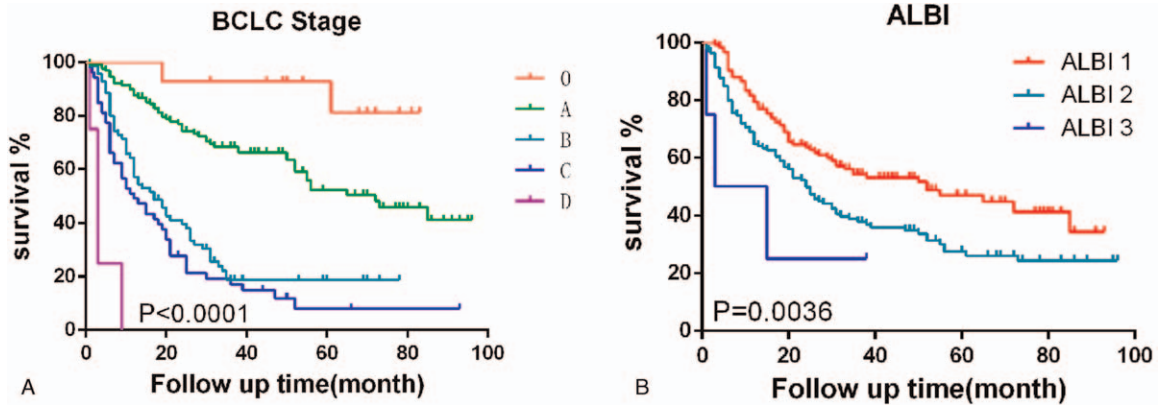 BCLC Stage
survival %
100
80
60
40
20
0
0 20 40 60 80 100
Follow up time(month)
P<0.0001
0
A
B
C
D
A
ALBI
survival %
100
80
60
40
20
0
0 20 40 60 80 100
Follow up time(month)
P=0.0036
ALBI 1
ALBI 2
ALBI 3
B